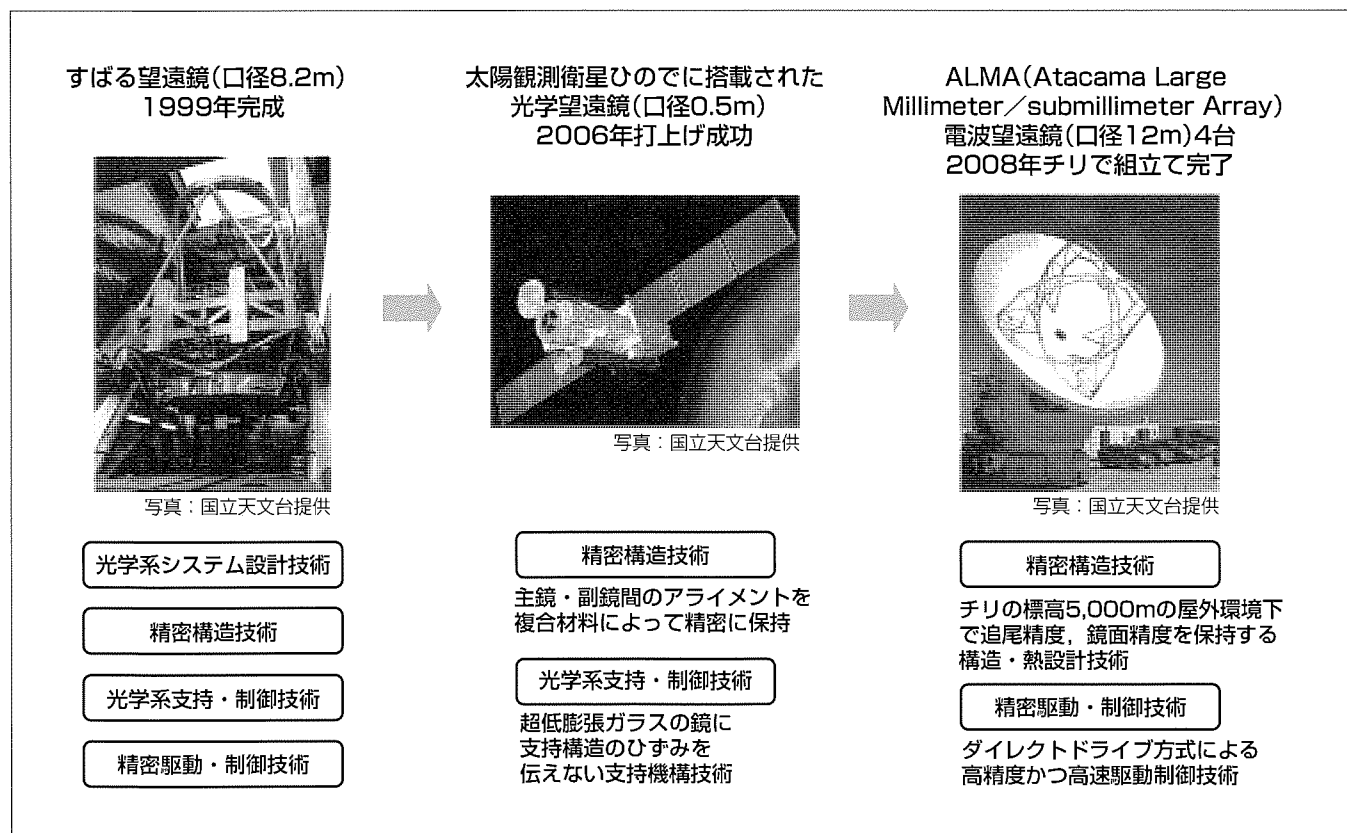 すばる望遠鏡(口径8.2m)
1999年完成
写真：国立天文台提供
光学系システム設計技術
精密構造技術
光学系支持・制御技術
精密駆動・制御技術
太陽観測衛星ひのでに搭載された
光学望遠鏡(口径0.5m)
2006年打上げ成功
写真：国立天文台提供
精密構造技術
主鏡・副鏡間のアライメントを
複合材料によって精密に保持
光学系支持・制御技術
超低膨張ガラスの鏡に
支持構造のひずみを
伝えない支持機構技術
ALMA(Atacama Large
Millimeter／submillimeter Array)
電波望遠鏡(口径12m)4台
2008年チリで組立て完了
写真：国立天文台提供
精密構造技術
チリの標高5,000mの屋外環境下
で追尾精度，鏡面精度を保持する
構造・熱設計技術
精密駆動・制御技術
ダイレクトドライブ方式による
高精度かつ高速駆動制御技術